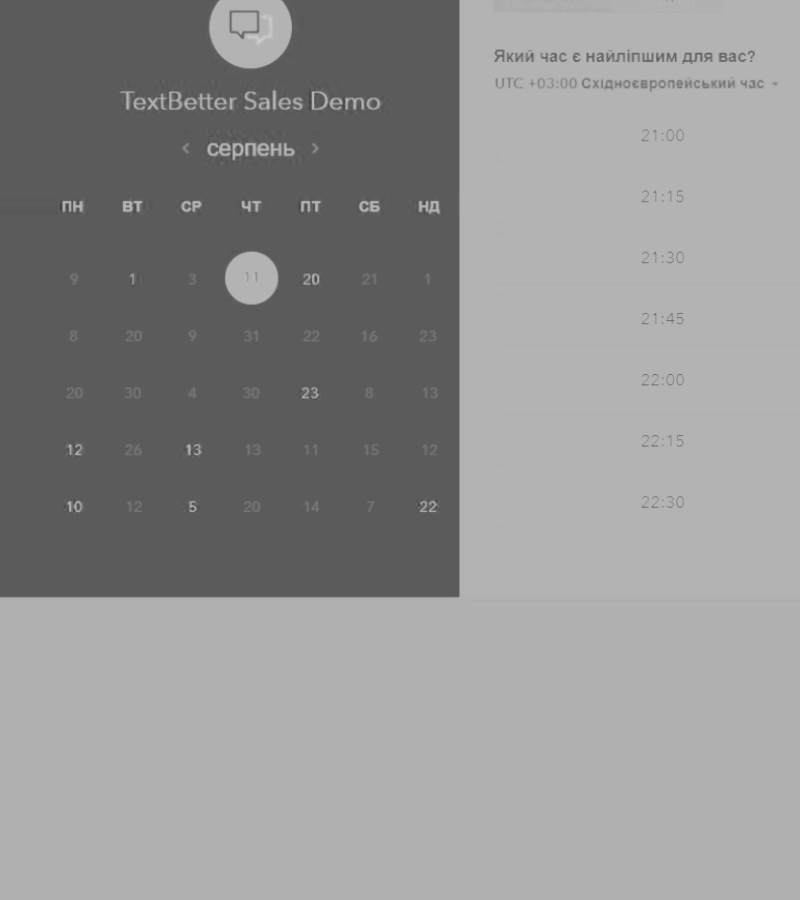 TextBetter Sales Demo
серпень
ПН ВТ СР ЧТ ПТ СБ НД
9 1 3 11 20 21 1
8 20 9 31 22 16 23
20 30 4 30 23 8 13
12 26 13 13 11 15 12
10 12 5 20 14 7 22
Який час є найліпшим для вас?
UTC +03:00 Східноєвропейський час
21:00
21:15
21:30
21:45
22:00
22:15
22:30